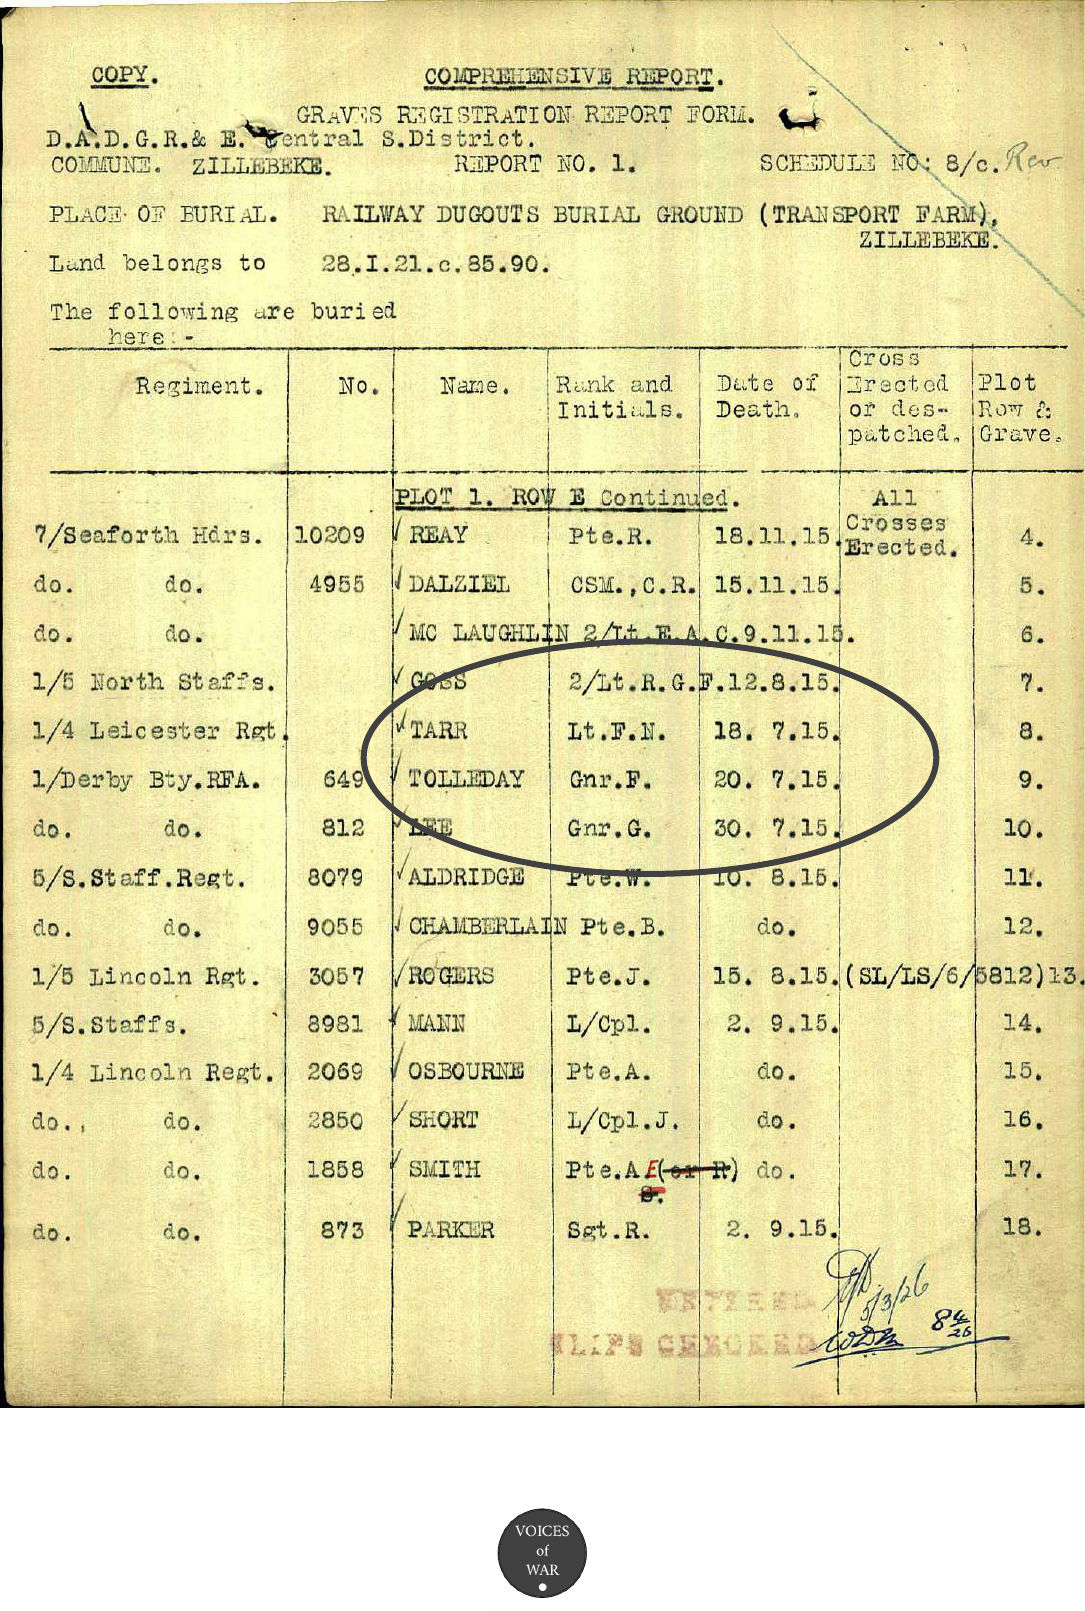 COPY. COMPREHENSIVE REPORT.
GRAVES REGISTRATION REPORT FORM.
D.A.D.G.R.& E. Central S.District.
COMMUNE. ZILLEBEKE. REPORT NO. 1. SCHEDULE NO: 8/c. Rev
PLACE OF BURIAL. RAILWAY DUGOUTS BURIAL GROUND (TRANSPORT FARM),
ZILLEBEKE.
Land belongs to 28.I.21.c.85.90.
The following are buried
here:-
Regiment. No. Name. Rank and Initials. Date of Death. Cross Erected or des-patched. Plot Row & Grave.
PLOT 1. ROW E Continued. All Crosses Erected.
7/Seaforth Hdrs. 10209 REAY Pte.R. 18.11.15. 4.
do. do. 4955 DALZIEL CSM.,C.R. 15.11.15. 5.
do. do. MC LAUGHLIN 2/Lt.E.A.C.9.11.15. 6.
1/5 North Staffs. GOSS 2/Lt.R.G.F.12.8.15. 7.
1/4 Leicester Rgt. TARR Lt.F.N. 18. 7.15. 8.
1/Derby Bty.RFA. 649 TOLLEDAY Gnr.F. 20. 7.15. 9.
do. do. 812 LEE Gnr.G. 30. 7.15. 10.
5/S.Staff.Regt. 8079 ALDRIDGE Pte.W. 10. 8.15. 11.
do. do. 9055 CHAMBERLAIN Pte.B. do. 12.
1/5 Lincoln Rgt. 3057 ROGERS Pte.J. 15. 8.15.(SL/LS/6/5812)13.
5/S.Staffs. 8981 MANN L/Cpl. 2. 9.15. 14.
1/4 Lincoln Regt. 2069 OSBOURNE Pte.A. do. 15.
do., do. 2850 SHORT L/Cpl.J. do. 16.
do. do. 1858 SMITH Pte.A E (or R) do. 17.
S.
do. do. 873 PARKER Sgt.R. 2. 9.15. 18.
5/3/26
SLIPS CHECKED
VOICES
of
WAR